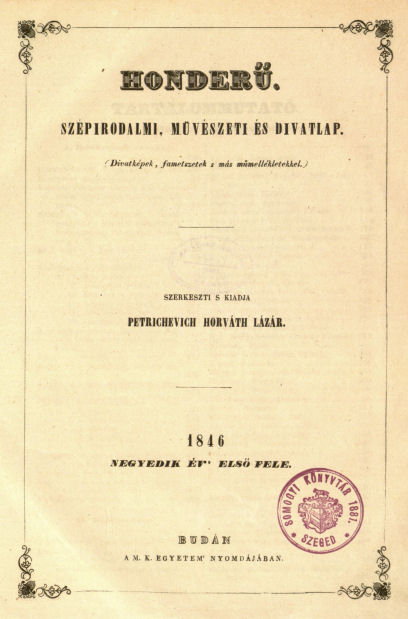 HONDERŰ.
SZÉPIRODALMI, MŰVÉSZETI ÉS DIVATLAP.
(Divatképek, fametszetek s más műmellékletekkel.)
SZERKESZTI S KIADJA
PETRICHEVICH HORVÁTH LÁZÁR.
1846
NEGYEDIK ÉV' ELSŐ FELE.
SOMOGYI KÖNYVTÁR 1881.
SZEGED
BUDÁN
A M. K. EGYETEM' NYOMDÁJÁBAN.